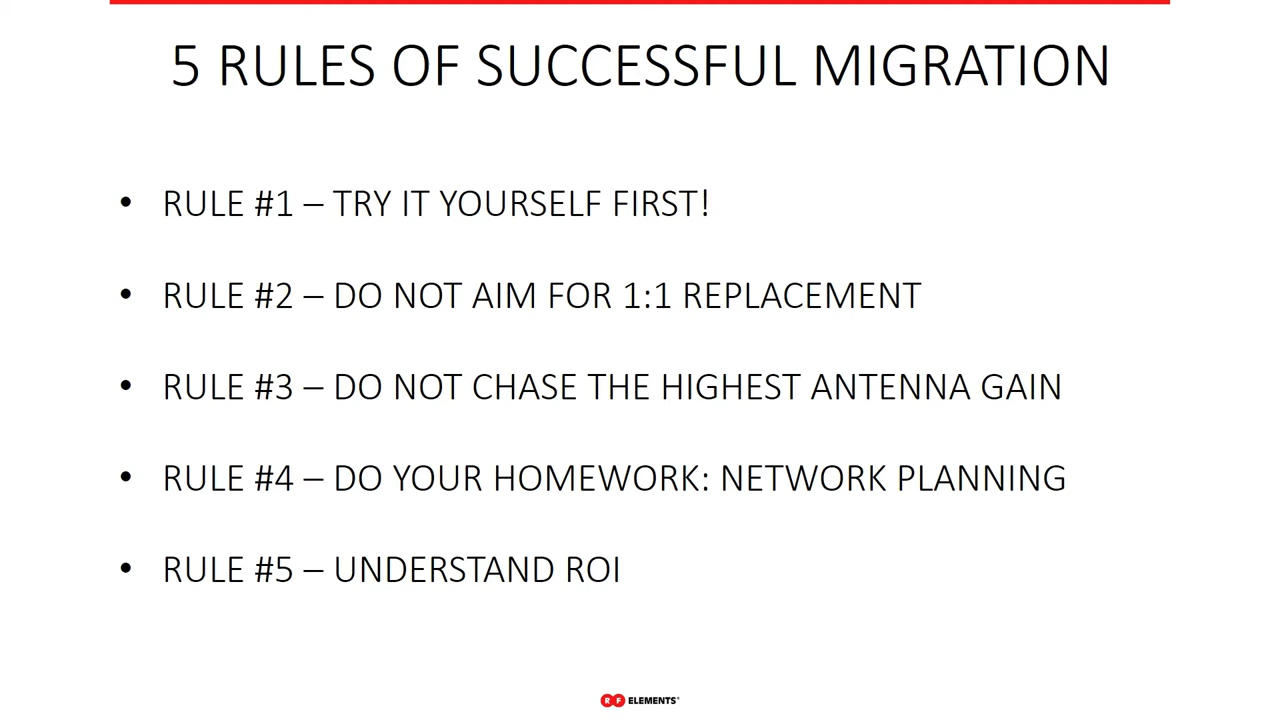 5 RULES OF SUCCESSFUL MIGRATION
• RULE #1 – TRY IT YOURSELF FIRST!
• RULE #2 – DO NOT AIM FOR 1:1 REPLACEMENT
• RULE #3 – DO NOT CHASE THE HIGHEST ANTENNA GAIN
• RULE #4 – DO YOUR HOMEWORK: NETWORK PLANNING
• RULE #5 – UNDERSTAND ROI
RF ELEMENTS®